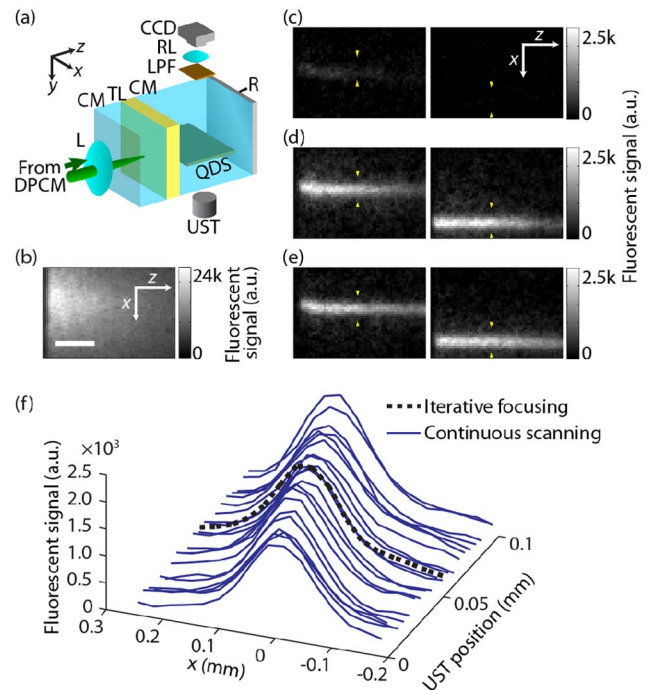 (a)
CCD
RL
LPF
z
x
y
CM
TL
CM
R
L
From
DPCM
QDS
UST
(b)
z
x
24k
0
Fluorescent
signal (a.u.)
(c)
z
x
2.5k
0
(d)
2.5k
0
(e)
2.5k
0
Fluorescent signal (a.u.)
(f)
Iterative focusing
Continuous scanning
×10³
Fluorescent signal (a.u.)
2.5
2.0
1.5
1.0
0.5
0
0.3
0.2
0.1
0
-0.1
-0.2
x (mm)
0
0.05
0.1
UST position (mm)